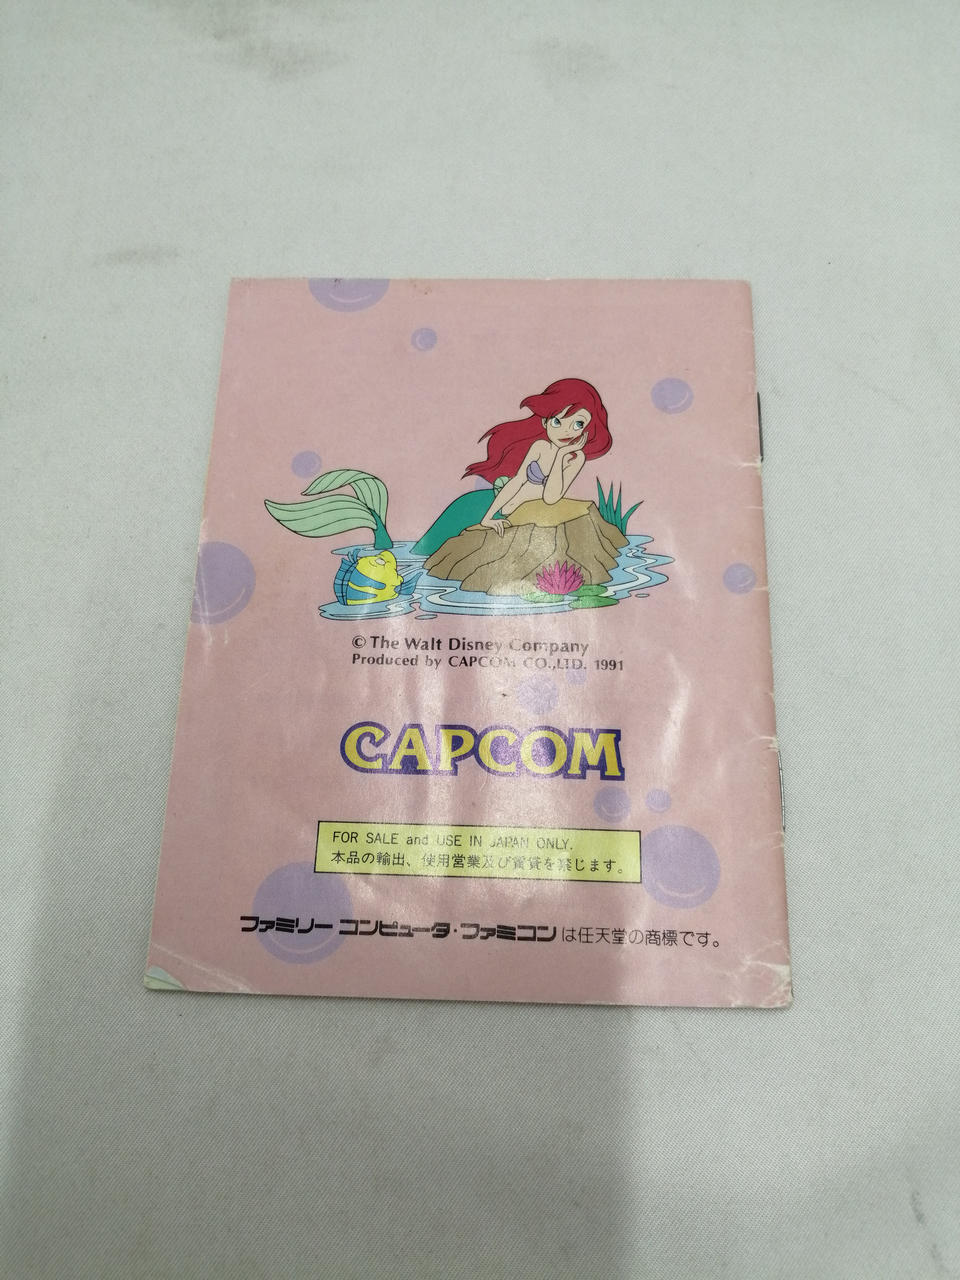 © The Walt Disney Company
Produced by CAPCOM CO.,LTD. 1991
CAPCOM
FOR SALE and USE IN JAPAN ONLY.
本品の輸出、使用営業及び賃貸を禁じます。
ファミリーコンピュータ・ファミコンは任天堂の商標です。